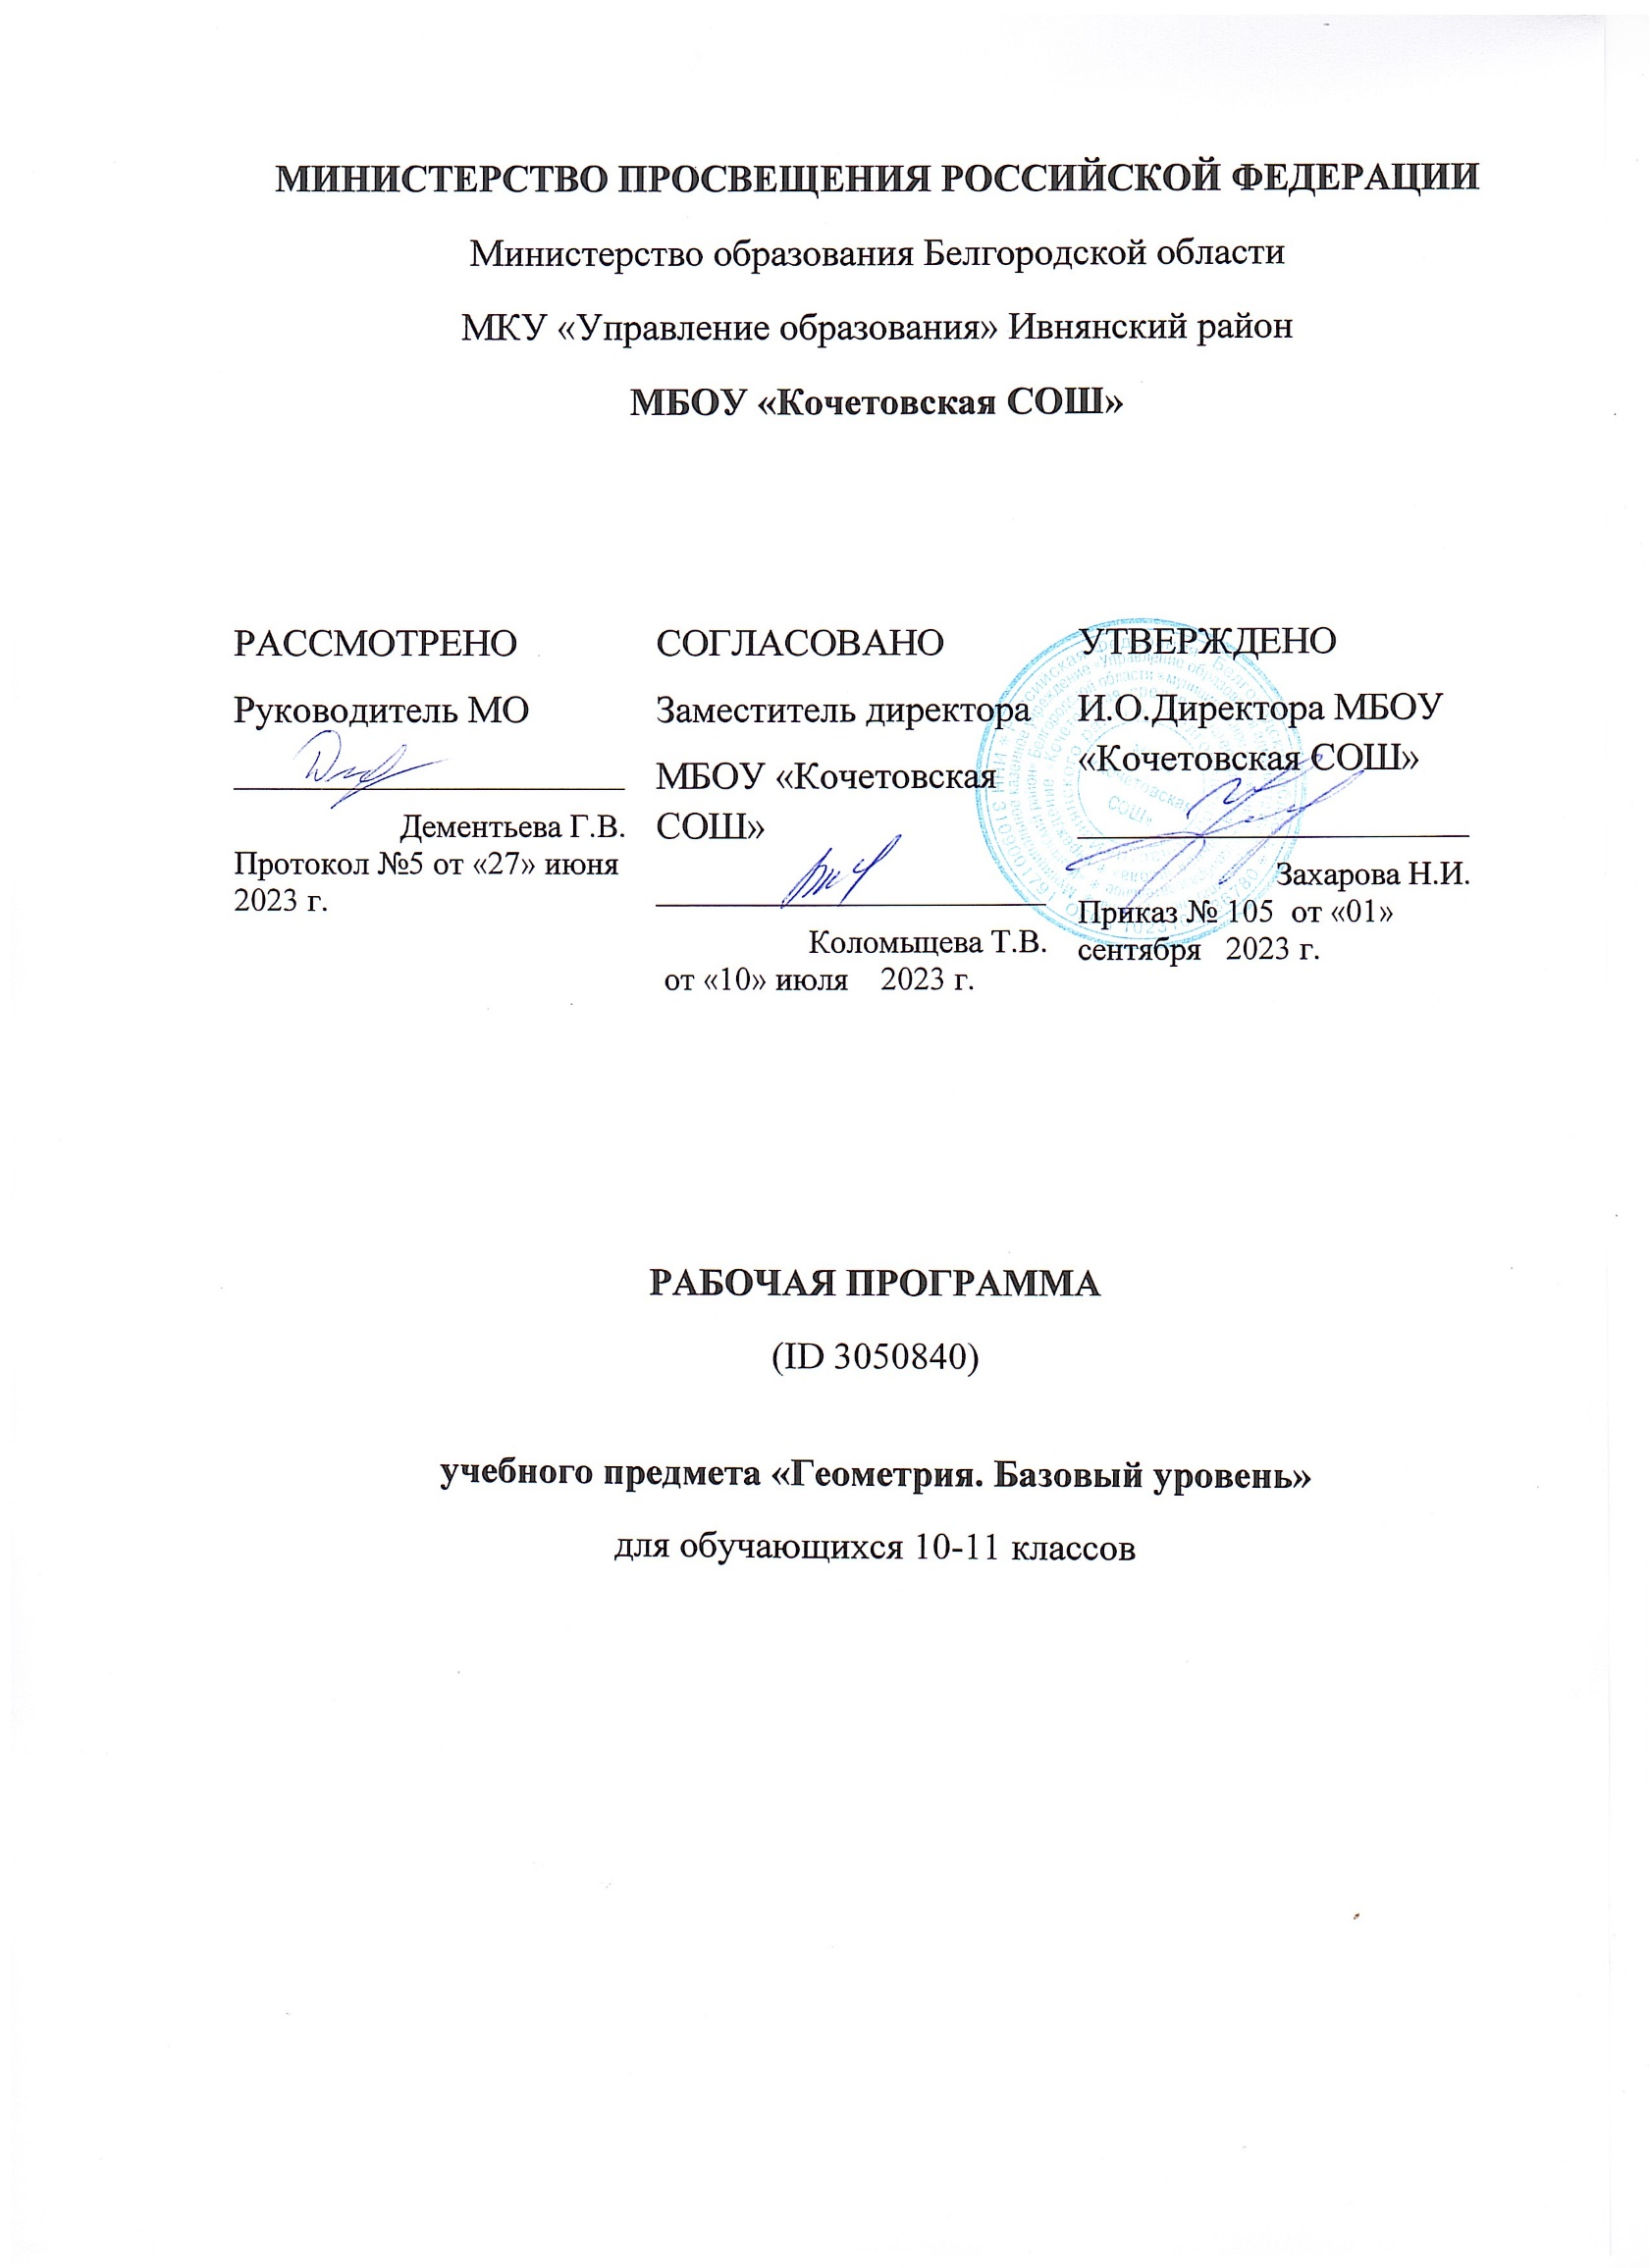 МИНИСТЕРСТВО ПРОСВЕЩЕНИЯ РОССИЙСКОЙ ФЕДЕРАЦИИ
Министерство образования Белгородской области
МКУ «Управление образования» Ивнянский район
МБОУ «Кочетовская СОШ»
РАССМОТРЕНО
Руководитель МО
Дементьева Г.В.
Протокол №5 от «27» июня
2023 г.
СОГЛАСОВАНО
Заместитель директора
МБОУ «Кочетовская
СОШ»
Коломыцева Т.В.
от «10» июля 2023 г.
УТВЕРЖДЕНО
И.О.Директора МБОУ
«Кочетовская СОШ»
Захарова Н.И.
Приказ № 105 от «01»
сентября 2023 г.
РАБОЧАЯ ПРОГРАММА
(ID 3050840)
учебного предмета «Геометрия. Базовый уровень»
для обучающихся 10-11 классов